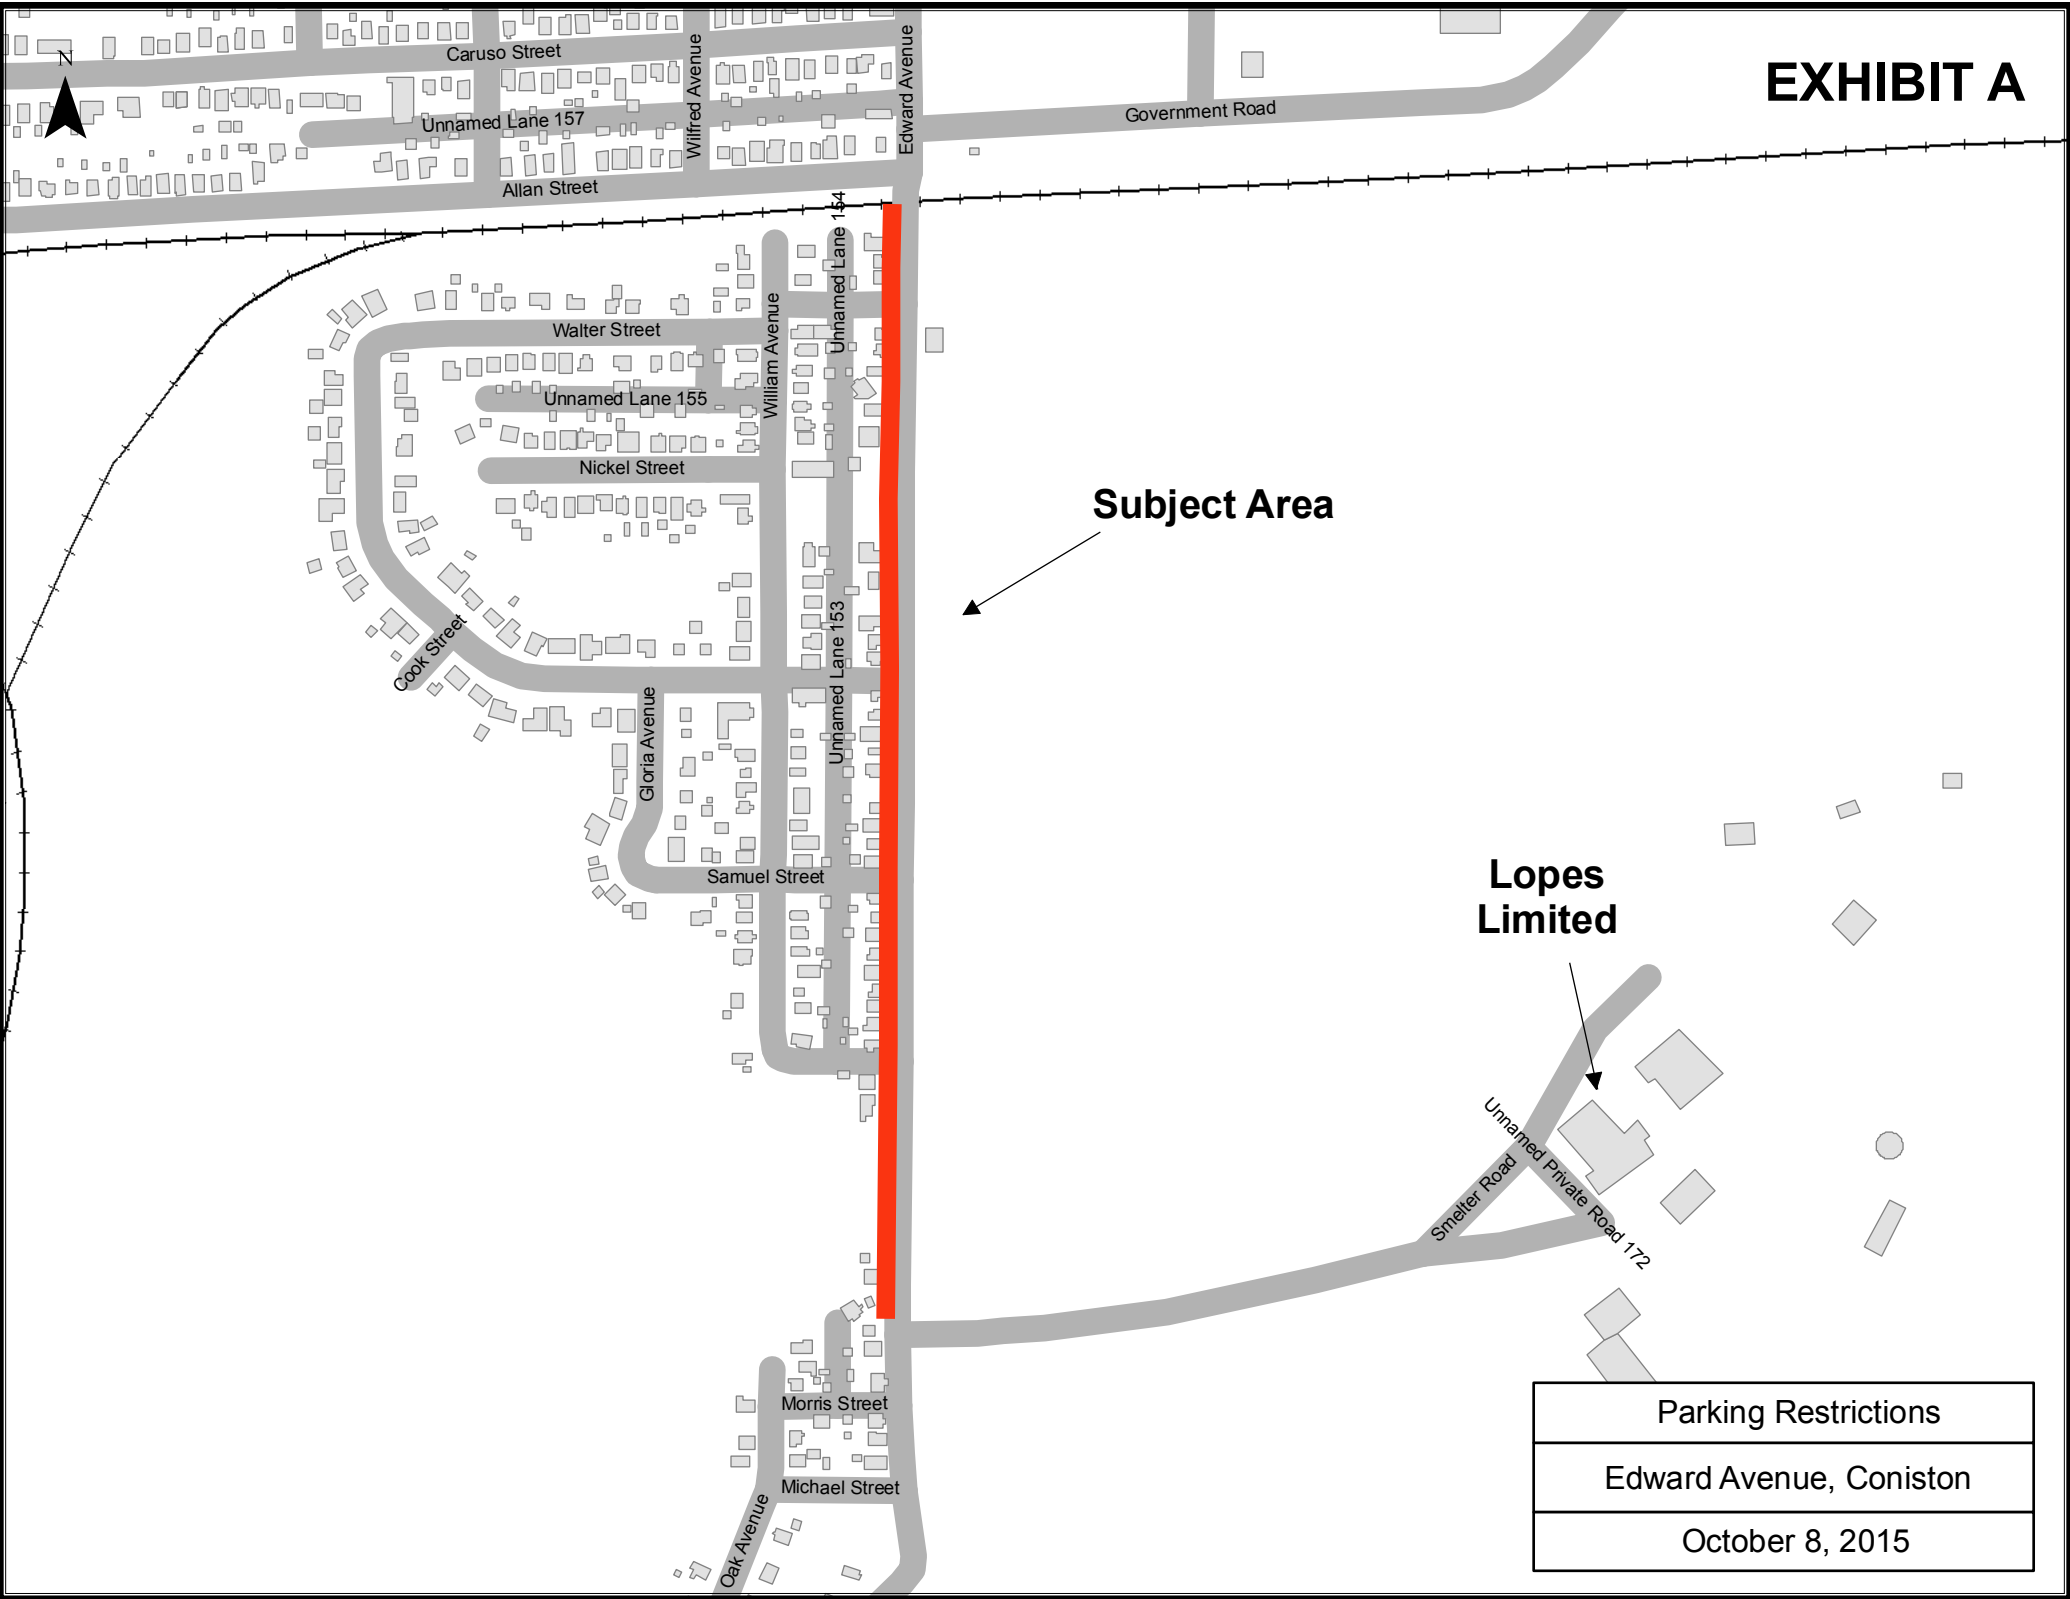 N
Caruso Street
EXHIBIT A
Wilfred Avenue
Edward Avenue
Unnamed Lane 157
Government Road
Allan Street
Unnamed Lane 154
Walter Street
William Avenue
Unnamed Lane 155
Nickel Street
Subject Area
Unnamed Lane 153
Cook Street
Gloria Avenue
Samuel Street
Lopes
Limited
Unnamed Private Road 172
Smelter Road
Morris Street
Michael Street
Oak Avenue
Parking Restrictions
Edward Avenue, Coniston
October 8, 2015